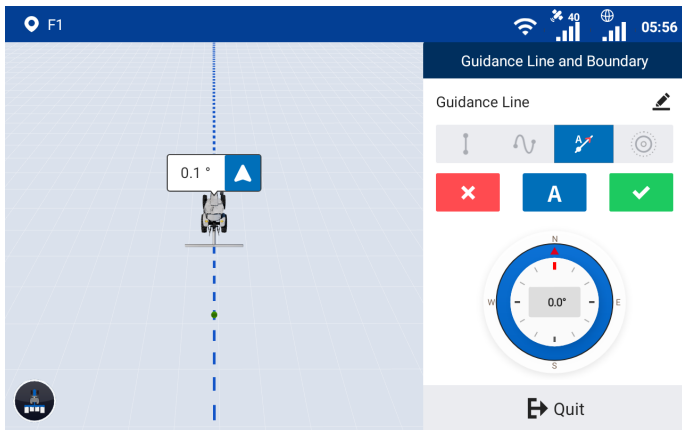 F1
40
05:56
Guidance Line and Boundary
Guidance Line
A
A
0.1 °
N
W
0.0°
E
S
Quit